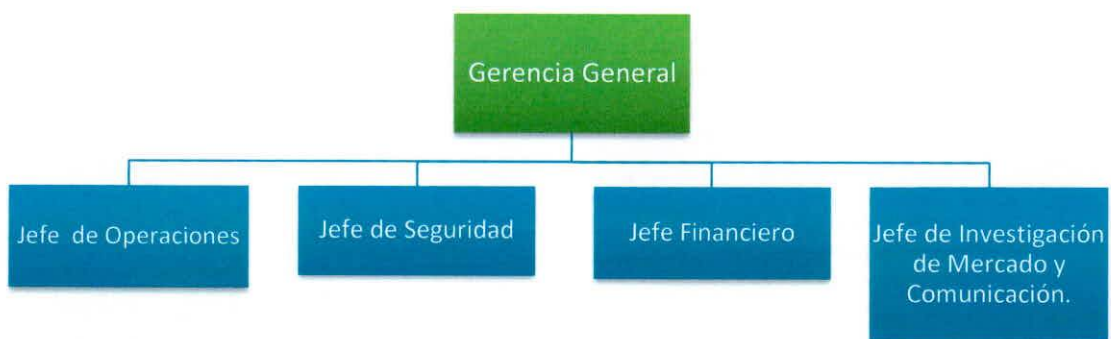 Gerencia General
Jefe de Operaciones
Jefe de Seguridad
Jefe Financiero
Jefe de Investigación
de Mercado y
Comunicación.